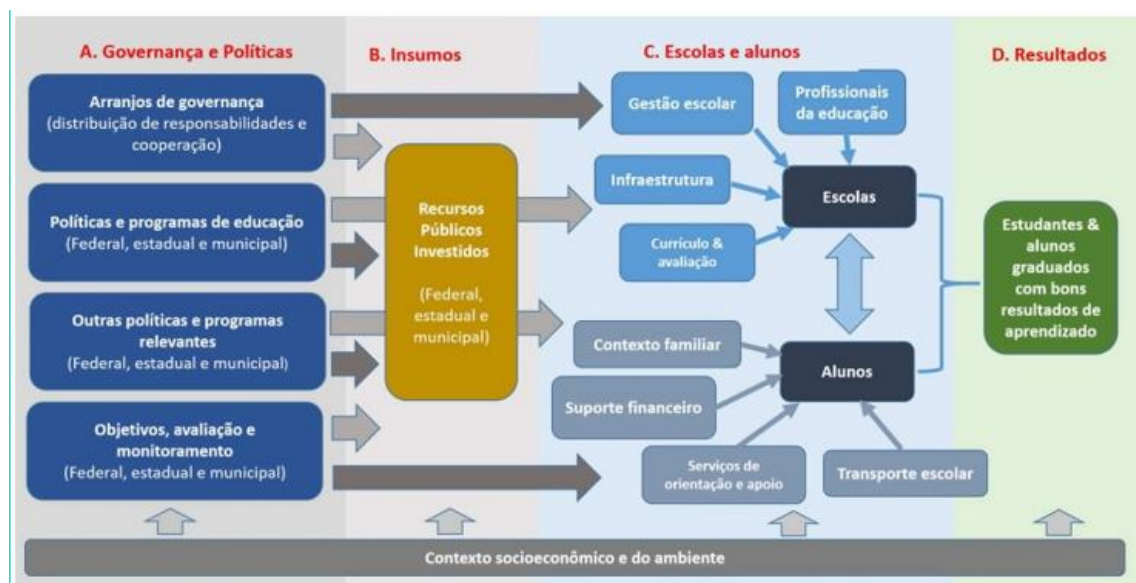 A. Governança e Políticas
B. Insumos
C. Escolas e alunos
D. Resultados
Arranjos de governança
(distribuição de responsabilidades e
cooperação)
Políticas e programas de educação
(Federal, estadual e municipal)
Outras políticas e programas
relevantes
(Federal, estadual e municipal)
Objetivos, avaliação e
monitoramento
(Federal, estadual e municipal)
Recursos
Públicos
Investidos
(Federal,
estadual e
municipal)
Gestão escolar
Profissionais
da educação
Infraestrutura
Escolas
Currículo &
avaliação
Contexto familiar
Alunos
Suporte financeiro
Serviços de
orientação e apoio
Transporte escolar
Estudantes &
alunos
graduados
com bons
resultados de
aprendizado
Contexto socioeconômico e do ambiente